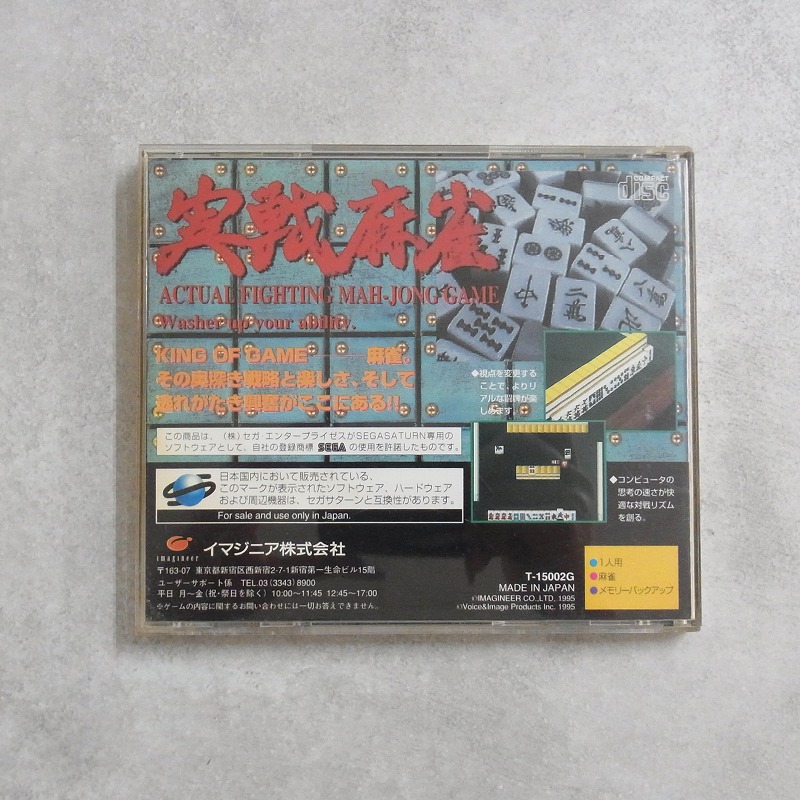 実戦麻雀
COMPACT
disc
ACTUAL FIGHTING MAH-JONG GAME
Washer up your ability.
KING OF GAME——麻雀。
その奥深き戦略と楽しさ、そして
逃れがたき興奮がここにある!!
◆視点を変更する
ことで、よりリ
アルな闘牌が楽
しめます。
この商品は、(株)セガ・エンタープライゼスがSEGASATURN専用の
ソフトウェアとして、自社の登録商標 SEGA の使用を許諾したものです。
日本国内において販売されている、
このマークが表示されたソフトウェア、ハードウェア
および周辺機器は、セガサターンと互換性があります。
For sale and use only in Japan.
◆コンピュータの
思考の速さが快
適な対戦リズム
を創る。
imagineer
イマジニア株式会社
〒163-07 東京都新宿区西新宿2-7-1新宿第一生命ビル15階
ユーザーサポート係 TEL.03(3343)8900
平日 月〜金(祝・祭日を除く) 10:00〜11:45 12:45〜17:00
※ゲームの内容に関するお問い合わせには一切お答えできません。
T-15002G
MADE IN JAPAN
©IMAGINEER CO.,LTD. 1995
©Voice&Image Products Inc. 1995
●1人用
●麻雀
●メモリーバックアップ